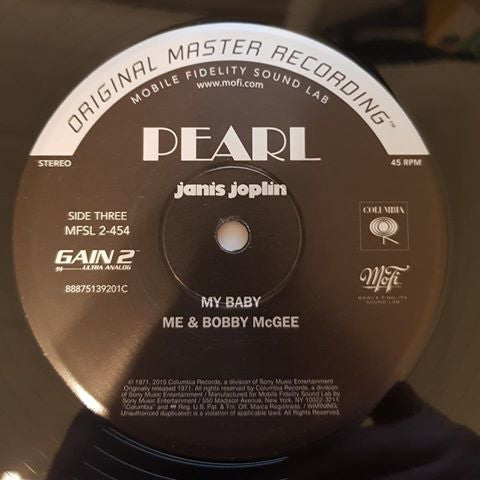 ORIGINAL MASTER RECORDING™
MOBILE FIDELITY SOUND LAB
www.mofi.com
PEARL
STEREO
45 RPM
janis joplin
SIDE THREE
MFSL 2-454
COLUMBIA
GAIN 2™
ULTRA ANALOG
MoFi
MOBILE FIDELITY
SOUND LAB
88875139201C
MY BABY
ME & BOBBY McGEE
© 1971, 2015 Columbia Records, a division of Sony Music Entertainment
Originally released 1971. All rights reserved by Columbia Records, a division of
Sony Music Entertainment / Manufactured for Mobile Fidelity Sound Lab by
Sony Music Entertainment / 550 Madison Avenue, New York, NY 10022-3211
"Columbia" and Reg. U.S. Pat. & Tm. Off. Marca Registrada. / WARNING:
Unauthorized duplication is a violation of applicable laws. All Rights Reserved.